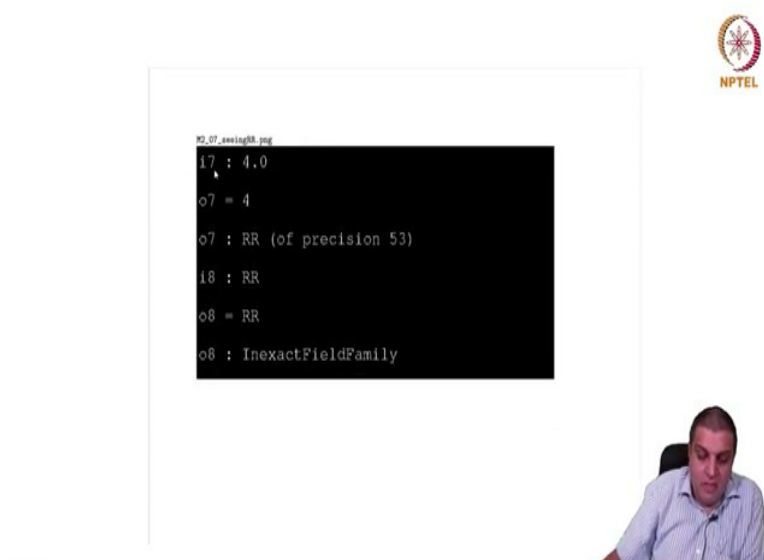 NPTEL
M2_07_seeingRR.png
i7 : 4.0
o7 = 4
o7 : RR (of precision 53)
i8 : RR
o8 = RR
o8 : InexactFieldFamily